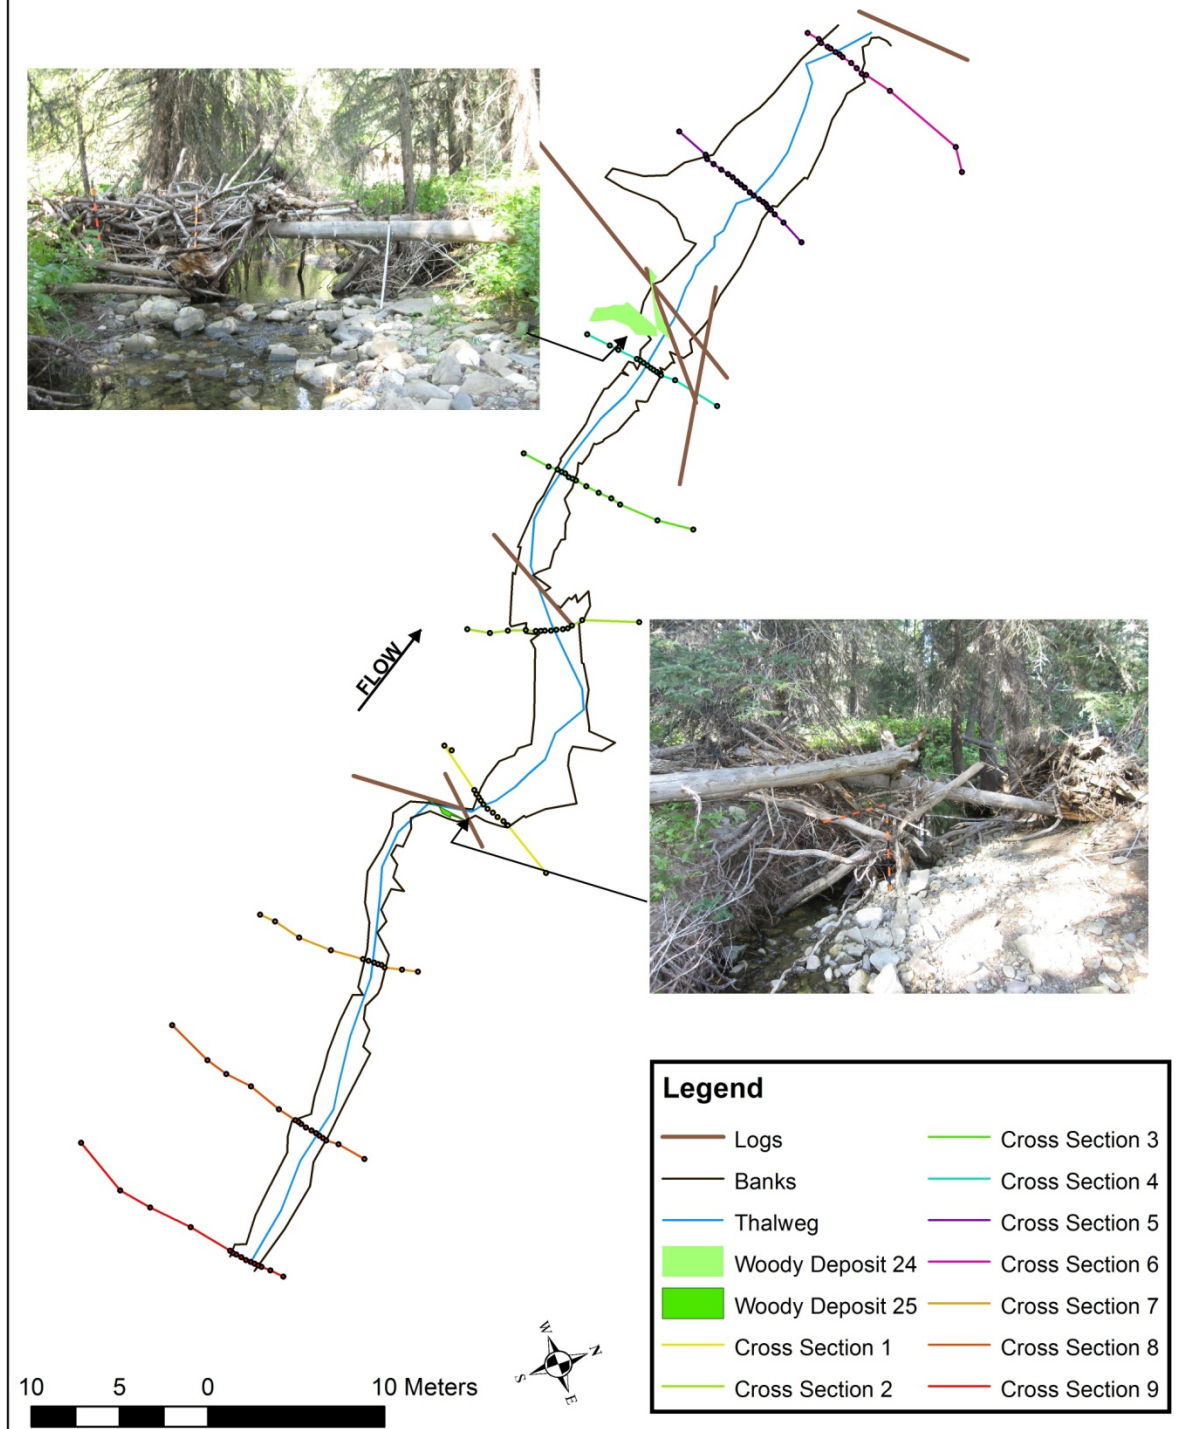 FLOW
Legend
Logs
Banks
Thalweg
Woody Deposit 24
Woody Deposit 25
Cross Section 1
Cross Section 2
Cross Section 3
Cross Section 4
Cross Section 5
Cross Section 6
Cross Section 7
Cross Section 8
Cross Section 9
W
N
S
E
10 5 0 10 Meters